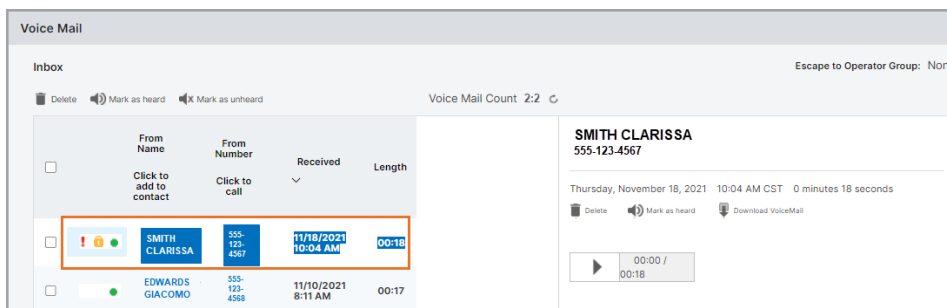 Voice Mail
Inbox
Escape to Operator Group:
Delete Mark as heard Mark as unheard
Voice Mail Count 2:2
From
Name
Click to
add to
contact
From
Number
Click to
call
Received
Length
SMITH
CLARISSA
555-
123-
4567
11/18/2021
10:04 AM
00:18
EDWARDS
GIACOMO
555-
123-
4568
11/10/2021
8:11 AM
00:17
SMITH CLARISSA
555-123-4567
Thursday, November 18, 2021 10:04 AM CST 0 minutes 18 seconds
Delete Mark as heard Download VoiceMail
00:00 /
00:18